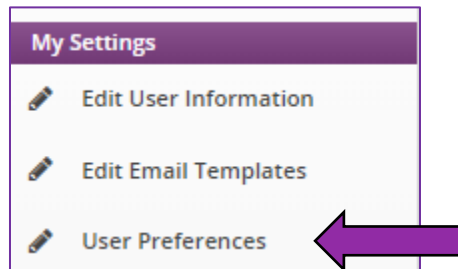 My Settings
Edit User Information
Edit Email Templates
User Preferences